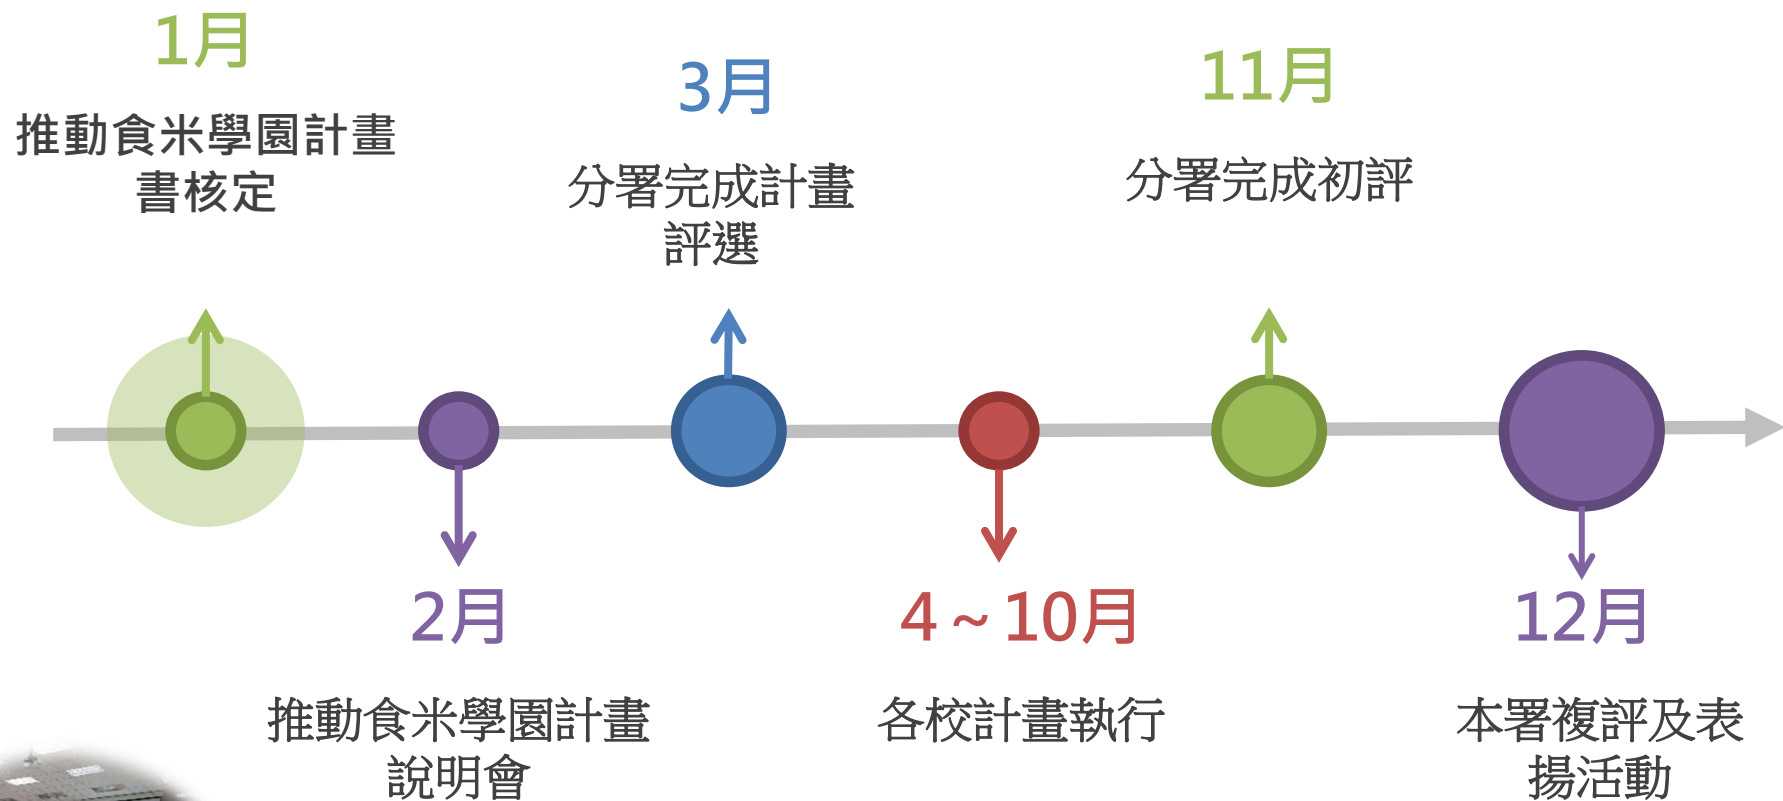 1月
推動食米學園計畫
書核定
2月
推動食米學園計畫
說明會
3月
分署完成計畫
評選
4～10月
各校計畫執行
11月
分署完成初評
12月
本署複評及表
揚活動